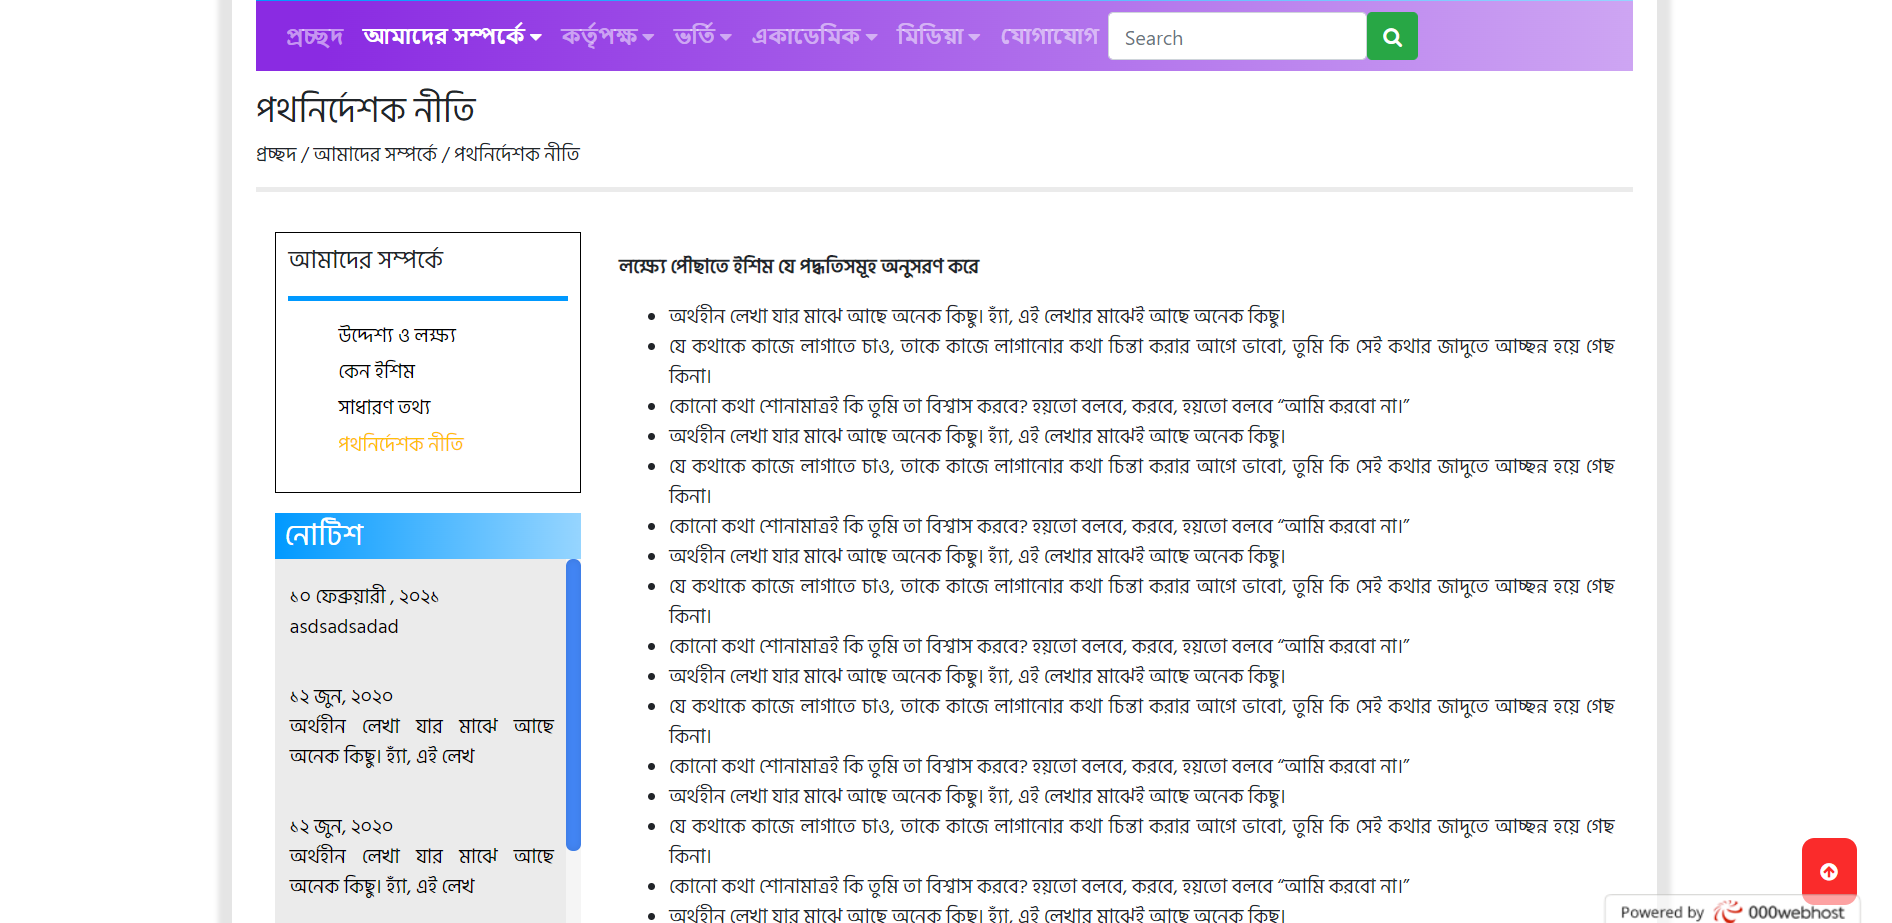 প্রচ্ছদ আমাদের সম্পর্কে কর্তৃপক্ষ ভর্তি একাডেমিক মিডিয়া যোগাযোগ Search
পথনির্দেশক নীতি
প্রচ্ছদ / আমাদের সম্পর্কে / পথনির্দেশক নীতি
আমাদের সম্পর্কে
উদ্দেশ্য ও লক্ষ্য
কেন ইশিম
সাধারণ তথ্য
পথনির্দেশক নীতি
নোটিশ
১০ ফেব্রুয়ারী , ২০২১
asdsadsadad
১২ জুন, ২০২০
অর্থহীন লেখা যার মাঝে আছে
অনেক কিছু। হ্যাঁ, এই লেখ
১২ জুন, ২০২০
অর্থহীন লেখা যার মাঝে আছে
অনেক কিছু। হ্যাঁ, এই লেখ
লক্ষ্যে পৌঁছাতে ইশিম যে পদ্ধতিসমূহ অনুসরণ করে
অর্থহীন লেখা যার মাঝে আছে অনেক কিছু। হ্যাঁ, এই লেখার মাঝেই আছে অনেক কিছু।
যে কথাকে কাজে লাগাতে চাও, তাকে কাজে লাগানোর কথা চিন্তা করার আগে ভাবো, তুমি কি সেই কথার জাদুতে আচ্ছন্ন হয়ে গেছ
কিনা।
কোনো কথা শোনামাত্রই কি তুমি তা বিশ্বাস করবে? হয়তো বলবে, করবে, হয়তো বলবে “আমি করবো না।”
অর্থহীন লেখা যার মাঝে আছে অনেক কিছু। হ্যাঁ, এই লেখার মাঝেই আছে অনেক কিছু।
যে কথাকে কাজে লাগাতে চাও, তাকে কাজে লাগানোর কথা চিন্তা করার আগে ভাবো, তুমি কি সেই কথার জাদুতে আচ্ছন্ন হয়ে গেছ
কিনা।
কোনো কথা শোনামাত্রই কি তুমি তা বিশ্বাস করবে? হয়তো বলবে, করবে, হয়তো বলবে “আমি করবো না।”
অর্থহীন লেখা যার মাঝে আছে অনেক কিছু। হ্যাঁ, এই লেখার মাঝেই আছে অনেক কিছু।
যে কথাকে কাজে লাগাতে চাও, তাকে কাজে লাগানোর কথা চিন্তা করার আগে ভাবো, তুমি কি সেই কথার জাদুতে আচ্ছন্ন হয়ে গেছ
কিনা।
কোনো কথা শোনামাত্রই কি তুমি তা বিশ্বাস করবে? হয়তো বলবে, করবে, হয়তো বলবে “আমি করবো না।”
অর্থহীন লেখা যার মাঝে আছে অনেক কিছু। হ্যাঁ, এই লেখার মাঝেই আছে অনেক কিছু।
যে কথাকে কাজে লাগাতে চাও, তাকে কাজে লাগানোর কথা চিন্তা করার আগে ভাবো, তুমি কি সেই কথার জাদুতে আচ্ছন্ন হয়ে গেছ
কিনা।
কোনো কথা শোনামাত্রই কি তুমি তা বিশ্বাস করবে? হয়তো বলবে, করবে, হয়তো বলবে “আমি করবো না।”
অর্থহীন লেখা যার মাঝে আছে অনেক কিছু। হ্যাঁ, এই লেখার মাঝেই আছে অনেক কিছু।
যে কথাকে কাজে লাগাতে চাও, তাকে কাজে লাগানোর কথা চিন্তা করার আগে ভাবো, তুমি কি সেই কথার জাদুতে আচ্ছন্ন হয়ে গেছ
কিনা।
কোনো কথা শোনামাত্রই কি তুমি তা বিশ্বাস করবে? হয়তো বলবে, করবে, হয়তো বলবে “আমি করবো না।”
অর্থহীন লেখা যার মাঝে আছে অনেক কিছু। হ্যাঁ, এই লেখার মাঝেই আছে অনেক কিছু।
Powered by 000webhost